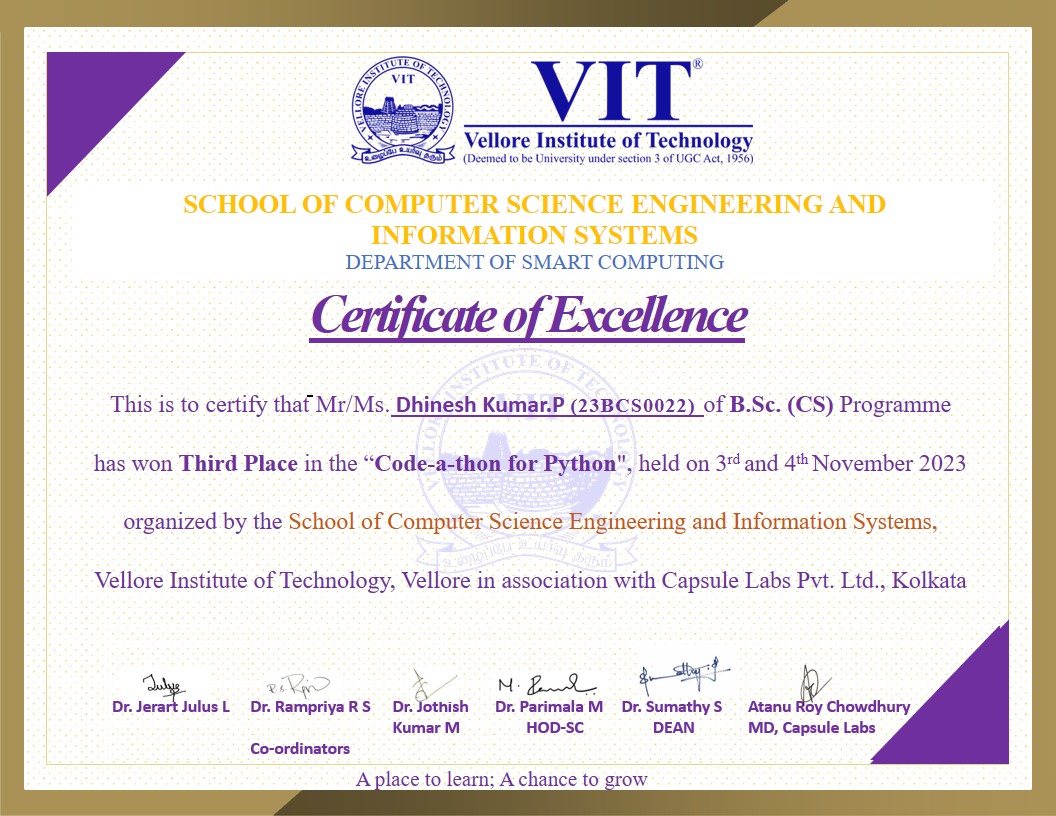 VELLORE INSTITUTE OF TECHNOLOGY
VIT
உழைப்பே உயர்வு தரும்
VIT®
Vellore Institute of Technology
(Deemed to be University under section 3 of UGC Act, 1956)
SCHOOL OF COMPUTER SCIENCE ENGINEERING AND
INFORMATION SYSTEMS
DEPARTMENT OF SMART COMPUTING
Certificate of Excellence
This is to certify that Mr/Ms. Dhinesh Kumar.P (23BCS0022) of B.Sc. (CS) Programme
has won Third Place in the “Code-a-thon for Python", held on 3rd and 4th November 2023
organized by the School of Computer Science Engineering and Information Systems,
Vellore Institute of Technology, Vellore in association with Capsule Labs Pvt. Ltd., Kolkata
Dr. Jerart Julus L Dr. Rampriya R S Dr. Jothish Dr. Parimala M Dr. Sumathy S Atanu Roy Chowdhury
Kumar M HOD-SC DEAN MD, Capsule Labs
Co-ordinators
A place to learn; A chance to grow